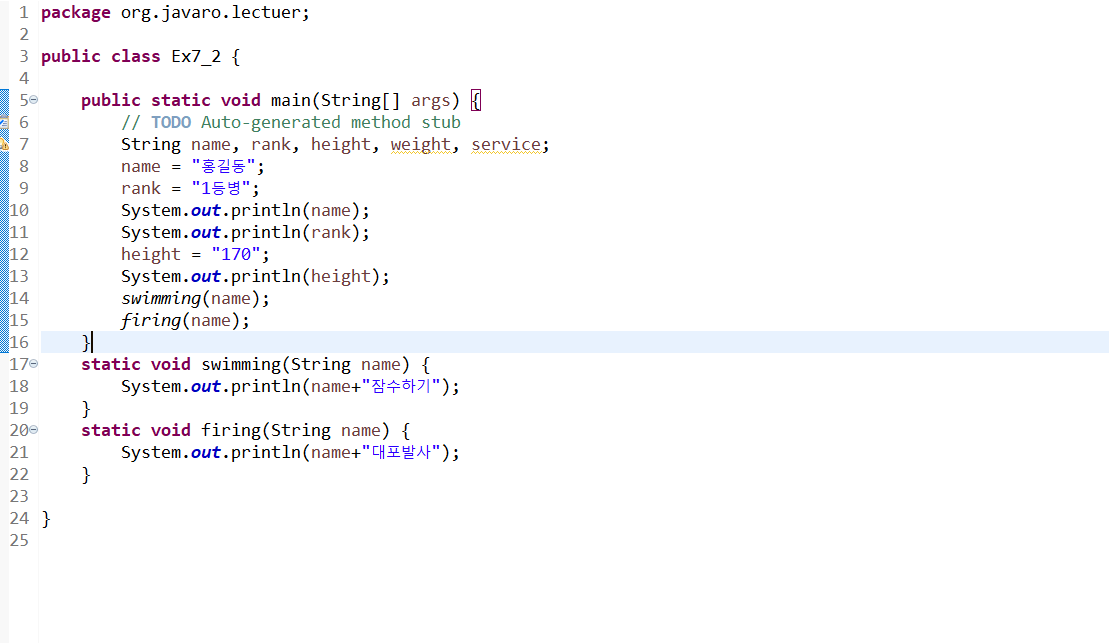 1 package org.javaro.lectuer;
2
3 public class Ex7_2 {
4
5 public static void main(String[] args) {
6 // TODO Auto-generated method stub
7 String name, rank, height, weight, service;
8 name = "홍길동";
9 rank = "1등병";
10 System.out.println(name);
11 System.out.println(rank);
12 height = "170";
13 System.out.println(height);
14 swimming(name);
15 firing(name);
16 }
17 static void swimming(String name) {
18 System.out.println(name+"잠수하기");
19 }
20 static void firing(String name) {
21 System.out.println(name+"대포발사");
22 }
23
24 }
25